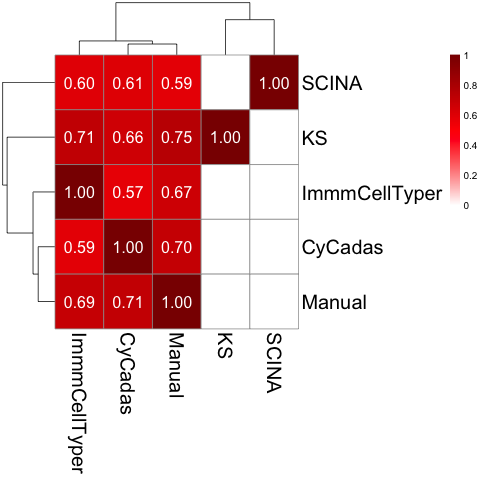 0.60 0.61 0.59 1.00 SCINA
0.71 0.66 0.75 1.00 KS
1.00 0.57 0.67 ImmmCellTyper
0.59 1.00 0.70 CyCadas
0.69 0.71 1.00 Manual
ImmmCellTyper
CyCadas
Manual
KS
SCINA
1
0.8
0.6
0.4
0.2
0